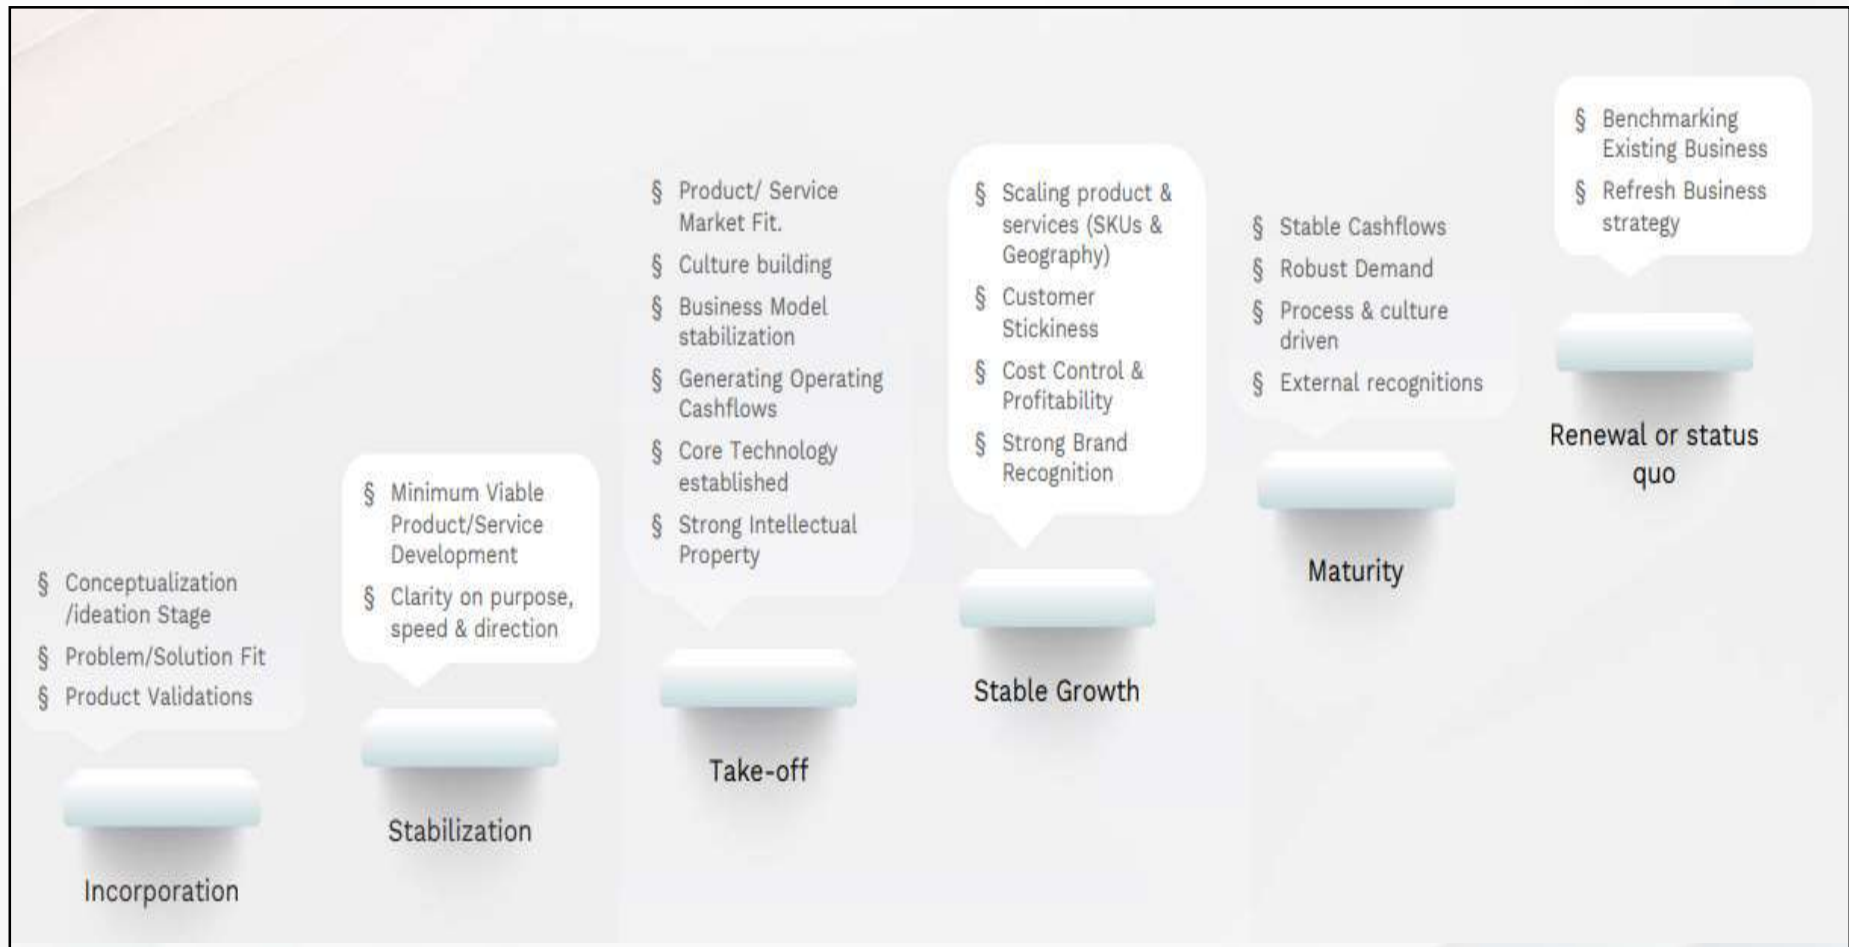 § Conceptualization
/ideation Stage
§ Problem/Solution Fit
§ Product Validations
Incorporation
§ Minimum Viable
Product/Service
Development
§ Clarity on purpose,
speed & direction
Stabilization
§ Product/ Service
Market Fit.
§ Culture building
§ Business Model
stabilization
§ Generating Operating
Cashflows
§ Core Technology
established
§ Strong Intellectual
Property
Take-off
§ Scaling product &
services (SKUs &
Geography)
§ Customer
Stickiness
§ Cost Control &
Profitability
§ Strong Brand
Recognition
Stable Growth
§ Stable Cashflows
§ Robust Demand
§ Process & culture
driven
§ External recognitions
Maturity
§ Benchmarking
Existing Business
§ Refresh Business
strategy
Renewal or status
quo